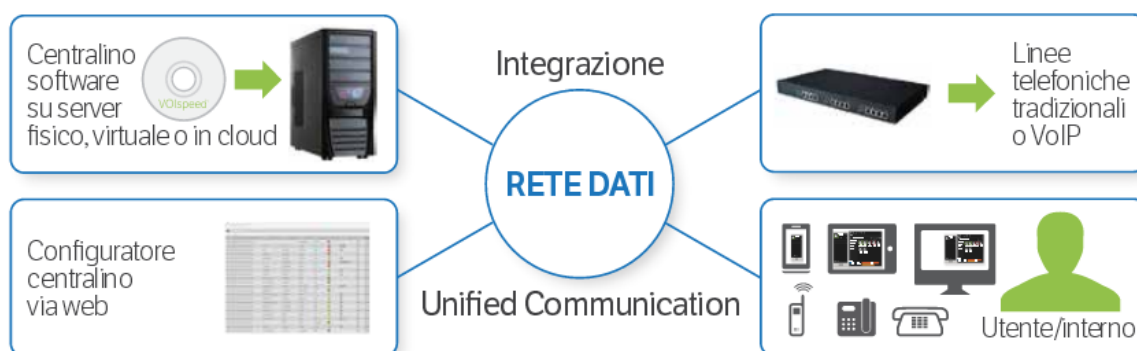 Centralino
software
su server
fisico, virtuale o in cloud
VOIspeed
Integrazione
Linee
telefoniche
tradizionali
o VoIP
RETE DATI
Configuratore
centralino
via web
Unified Communication
Utente/interno